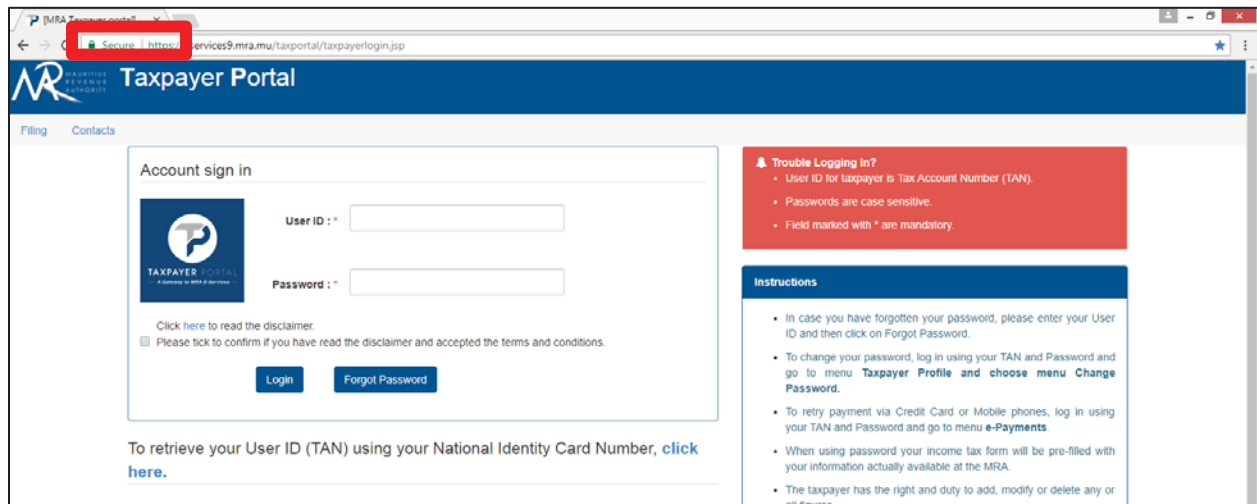 [MRA Taxpayer portal]
Secure | https://eservices9.mra.mu/taxportal/taxpayerlogin.jsp
MAURITIUS
REVENUE
AUTHORITY
Taxpayer Portal
Filing Contacts
Account sign in
TAXPAYER PORTAL
A Gateway to MRA E-Services
User ID : *
Password : *
Click here to read the disclaimer.
Please tick to confirm if you have read the disclaimer and accepted the terms and conditions.
Login Forgot Password
To retrieve your User ID (TAN) using your National Identity Card Number, click
here.
Trouble Logging In?
• User ID for taxpayer is Tax Account Number (TAN).
• Passwords are case sensitive.
• Field marked with * are mandatory.
Instructions
• In case you have forgotten your password, please enter your User
ID and then click on Forgot Password.
• To change your password, log in using your TAN and Password and
go to menu Taxpayer Profile and choose menu Change
Password.
• To retry payment via Credit Card or Mobile phones, log in using
your TAN and Password and go to menu e-Payments.
• When using password your income tax form will be pre-filled with
your information actually available at the MRA.
• The taxpayer has the right and duty to add, modify or delete any or
all figures